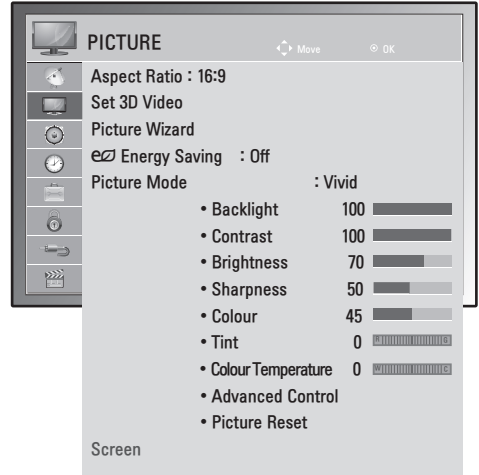 PICTURE
Move
OK
Aspect Ratio : 16:9
Set 3D Video
Picture Wizard
Energy Saving : Off
Picture Mode : Vivid
• Backlight 100
• Contrast 100
• Brightness 70
• Sharpness 50
• Colour 45
• Tint 0 R G
• Colour Temperature 0 W C
• Advanced Control
• Picture Reset
Screen